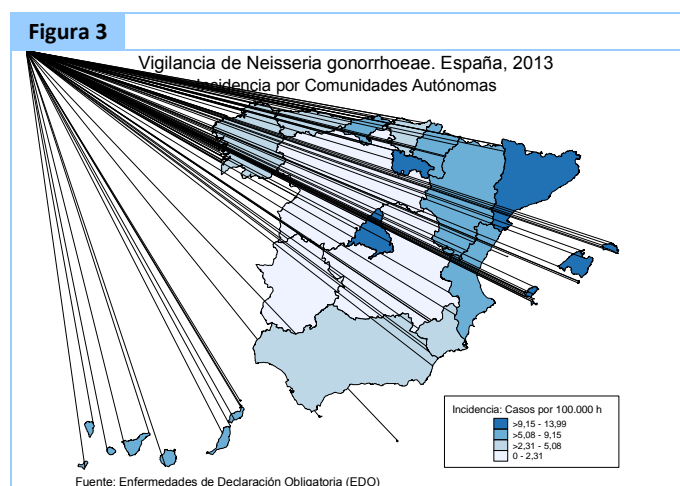 Figura 3
Vigilancia de Neisseria gonorrhoeae. España, 2013
Incidencia por Comunidades Autónomas
Incidencia: Casos por 100.000 h
>9,15 - 13,99
>5,08 - 9,15
>2,31 - 5,08
0 - 2,31
Fuente: Enfermedades de Declaración Obligatoria (EDO)